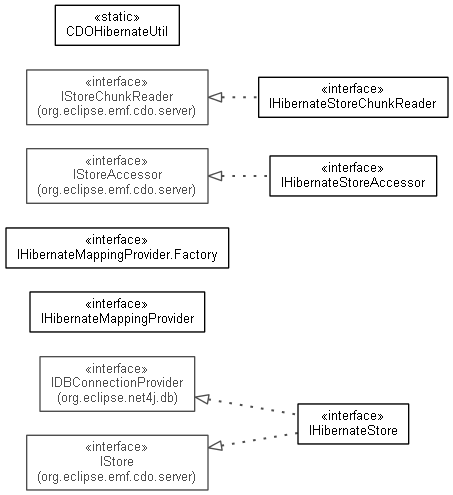 «static»
CDOHibernateUtil
«interface»
IStoreChunkReader
(org.eclipse.emf.cdo.server)
«interface»
IHibernateStoreChunkReader
«interface»
IStoreAccessor
(org.eclipse.emf.cdo.server)
«interface»
IHibernateStoreAccessor
«interface»
IHibernateMappingProvider.Factory
«interface»
IHibernateMappingProvider
«interface»
IDBConnectionProvider
(org.eclipse.net4j.db)
«interface»
IHibernateStore
«interface»
IStore
(org.eclipse.emf.cdo.server)